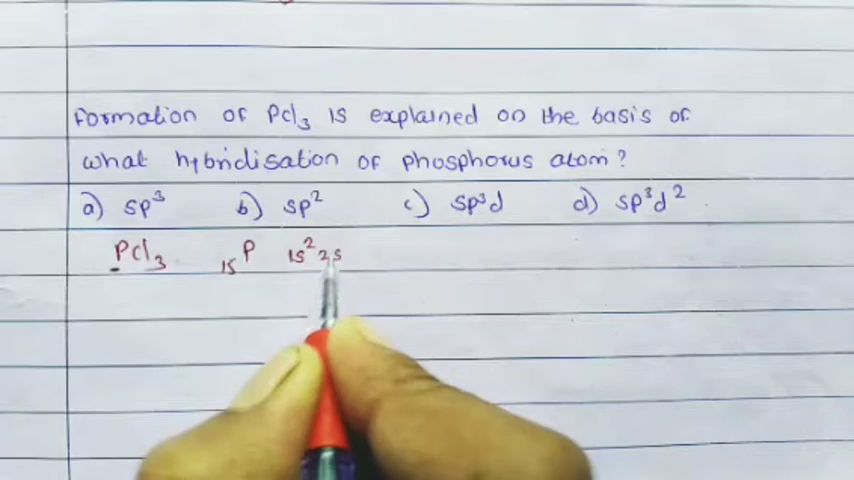 Formation of PCl₃ is explained on the basis of
what hybridisation of phosphorus atom?
a) sp³ b) sp² c) sp³d d) sp³d²
PCl₃ ₁₅P 1s² 2s